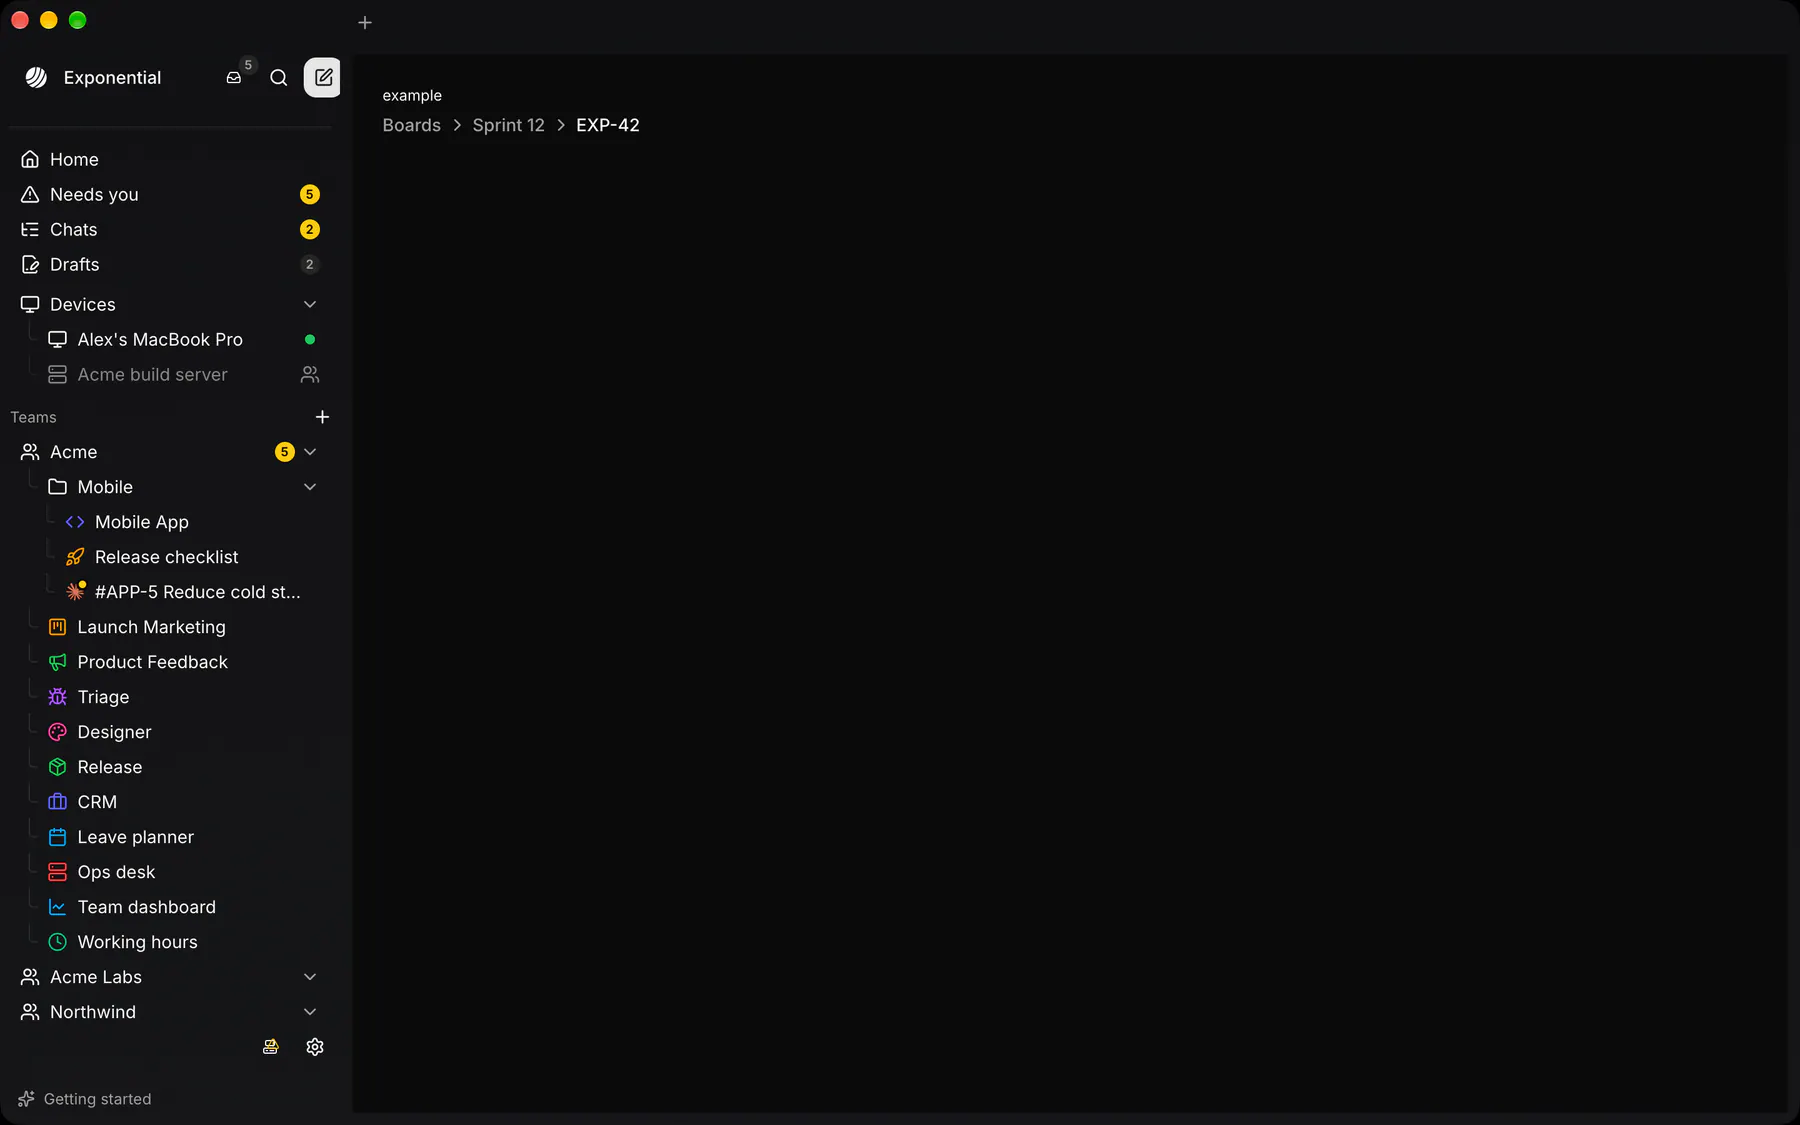 Exponential
5
example
Boards > Sprint 12 > EXP-42
Home
Needs you 5
Chats 2
Drafts 2
Devices
Alex's MacBook Pro
Acme build server
Teams
Acme 5
Mobile
Mobile App
Release checklist
#APP-5 Reduce cold st...
Launch Marketing
Product Feedback
Triage
Designer
Release
CRM
Leave planner
Ops desk
Team dashboard
Working hours
Acme Labs
Northwind
Getting started